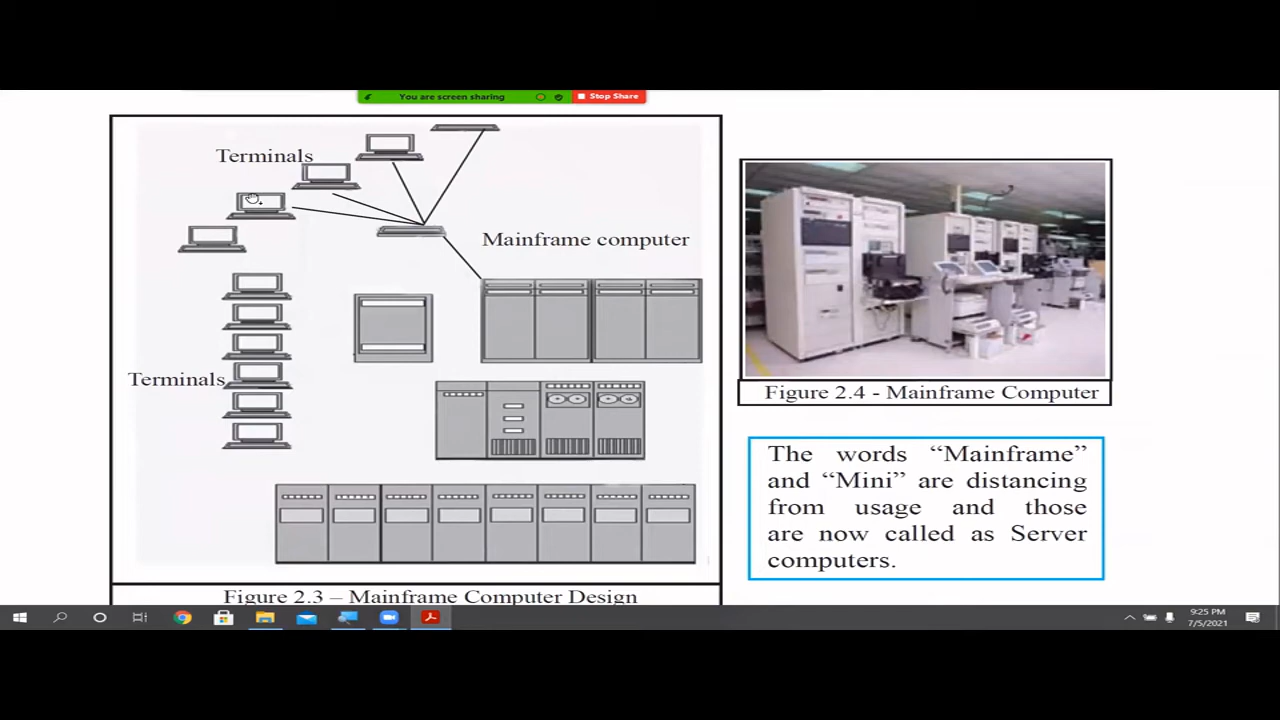 You are screen sharing
Stop Share
Terminals
Mainframe computer
Terminals
Figure 2.3 – Mainframe Computer Design
Figure 2.4 - Mainframe Computer
The words “Mainframe”
and “Mini” are distancing
from usage and those
are now called as Server
computers.
9:25 PM
7/5/2021